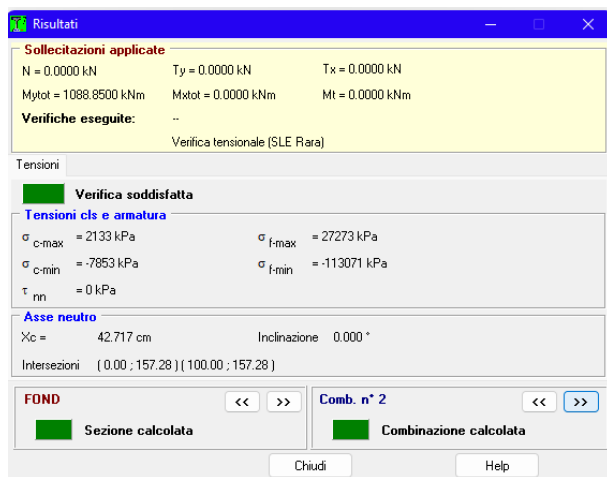 Risultati
Sollecitazioni applicate
N = 0.0000 kN Ty = 0.0000 kN Tx = 0.0000 kN
Mytot = 1088.8500 kNm Mxtot = 0.0000 kNm Mt = 0.0000 kNm
Verifiche eseguite: --
Verifica tensionale (SLE Rara)
Tensioni
Verifica soddisfatta
Tensioni cls e armatura
σ c-max = 2133 kPa σ f-max = 27273 kPa
σ c-min = -7853 kPa σ f-min = -113071 kPa
τ nn = 0 kPa
Asse neutro
Xc = 42.717 cm Inclinazione 0.000 °
Intersezioni ( 0.00 ; 157.28 ) ( 100.00 ; 157.28 )
FOND << >> Comb. n° 2 << >>
Sezione calcolata Combinazione calcolata
Chiudi Help